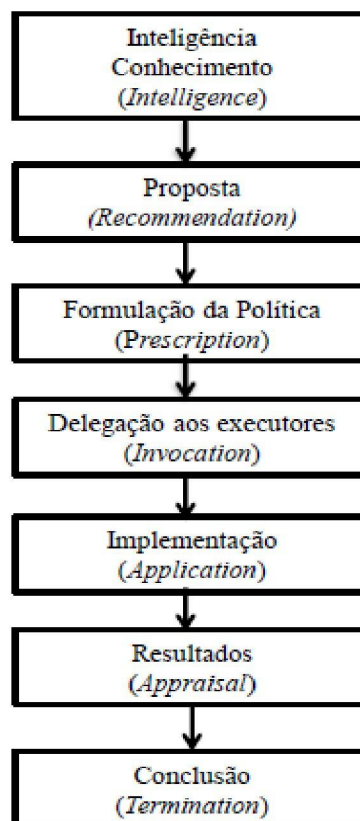 Inteligência
Conhecimento
(Intelligence)
Proposta
(Recommendation)
Formulação da Política
(Prescription)
Delegação aos executores
(Invocation)
Implementação
(Application)
Resultados
(Appraisal)
Conclusão
(Termination)